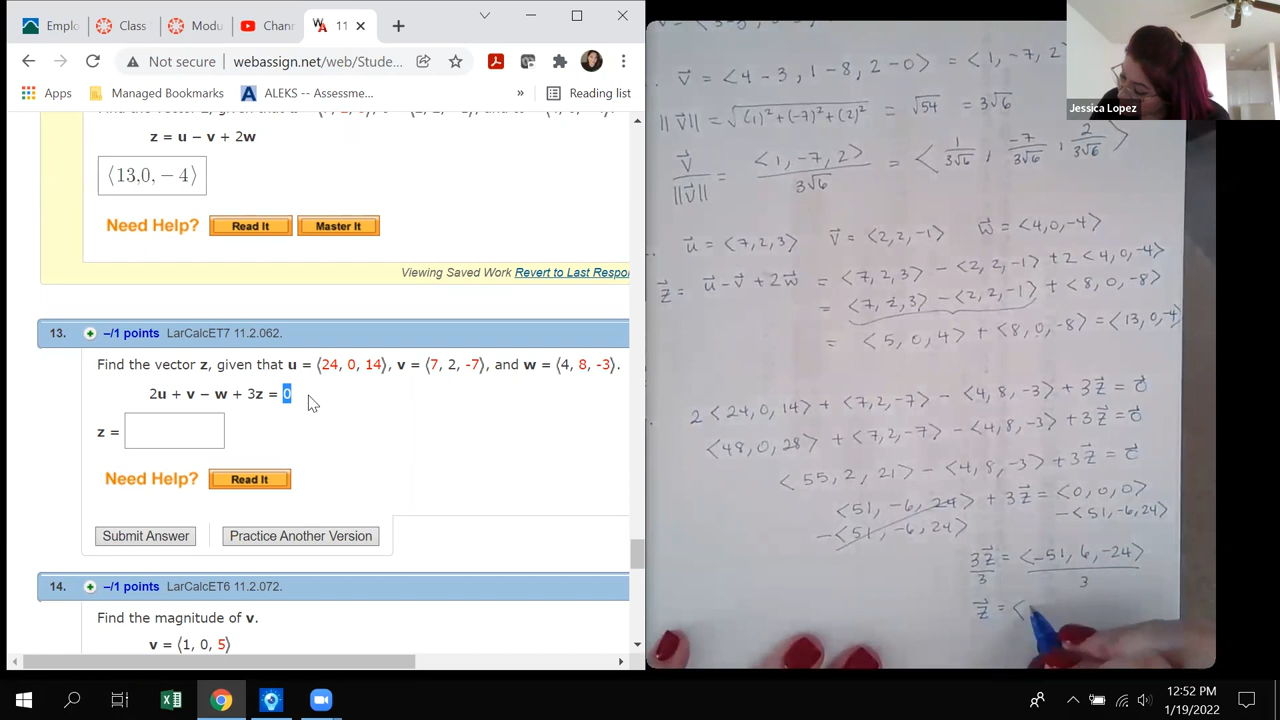 Emplo
Class
Modu
Chann
11
Not secure
webassign.net/web/Stude...
Apps
Managed Bookmarks
ALEKS -- Assessme...
»
Reading list
z = u − v + 2w
⟨13,0, − 4⟩
Need Help? Read It Master It
Viewing Saved Work Revert to Last Respo
13. –/1 points LarCalcET7 11.2.062.
Find the vector z, given that u = ⟨24, 0, 14⟩, v = ⟨7, 2, -7⟩, and w = ⟨4, 8, -3⟩.
2u + v − w + 3z = 0
z =
Need Help? Read It
Submit Answer Practice Another Version
14. –/1 points LarCalcET6 11.2.072.
Find the magnitude of v.
v = ⟨1, 0, 5⟩
Jessica Lopez
v⃗ = <4-3, 1-8, 2-0> = <1, -7, 2
||v⃗|| = √(1)²+(-7)²+(2)² = √54 = 3√6
v⃗/||v⃗|| = <1, -7, 2>/3√6 = <1/3√6, -7/3√6, 2/3√6>
u⃗ = <7,2,3> v⃗ = <2,2,-1> w⃗ = <4,0,-4>
z⃗ = u⃗ - v⃗ + 2w⃗ = <7,2,3> - <2,2,-1> + 2<4,0,-4>
= <7,2,3> - <2,2,-1> + <8,0,-8>
= <5,0,4> + <8,0,-8> = <13,0,-4>
2<24,0,14> + <7,2,-7> - <4,8,-3> + 3z⃗ = 0⃗
<48,0,28> + <7,2,-7> - <4,8,-3> + 3z⃗ = 0⃗
<55,2,21> - <4,8,-3> + 3z⃗ = 0⃗
<51,-6,24> + 3z⃗ = <0,0,0>
-<51,-6,24> -<51,-6,24>
3z⃗/3 = <-51,6,-24>/3
z⃗ = <
12:52 PM
1/19/2022